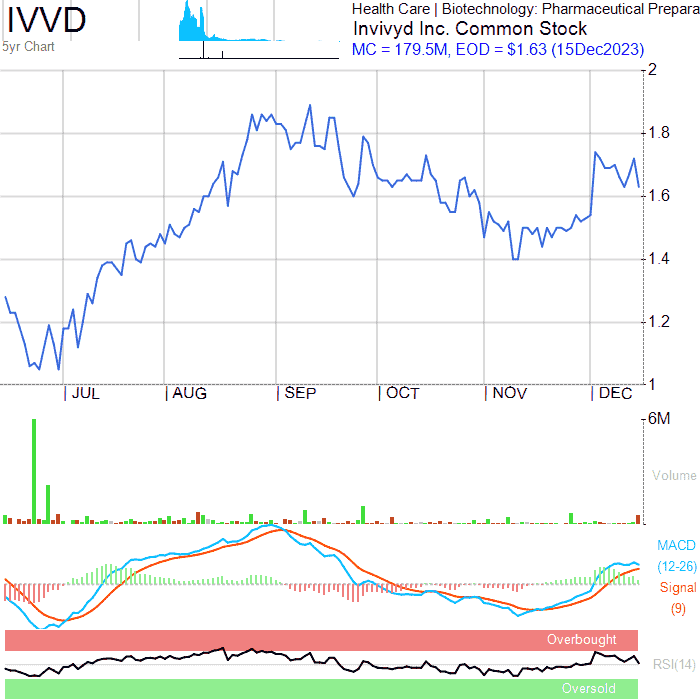 IVVD
5yr Chart
Health Care | Biotechnology: Pharmaceutical Prepara
Invivyd Inc. Common Stock
MC = 179.5M, EOD = $1.63 (15Dec2023)
2
1.8
1.6
1.4
1.2
1
JUL AUG SEP OCT NOV DEC
6M
Volume
MACD
(12-26)
Signal
(9)
Overbought
RSI(14)
Oversold